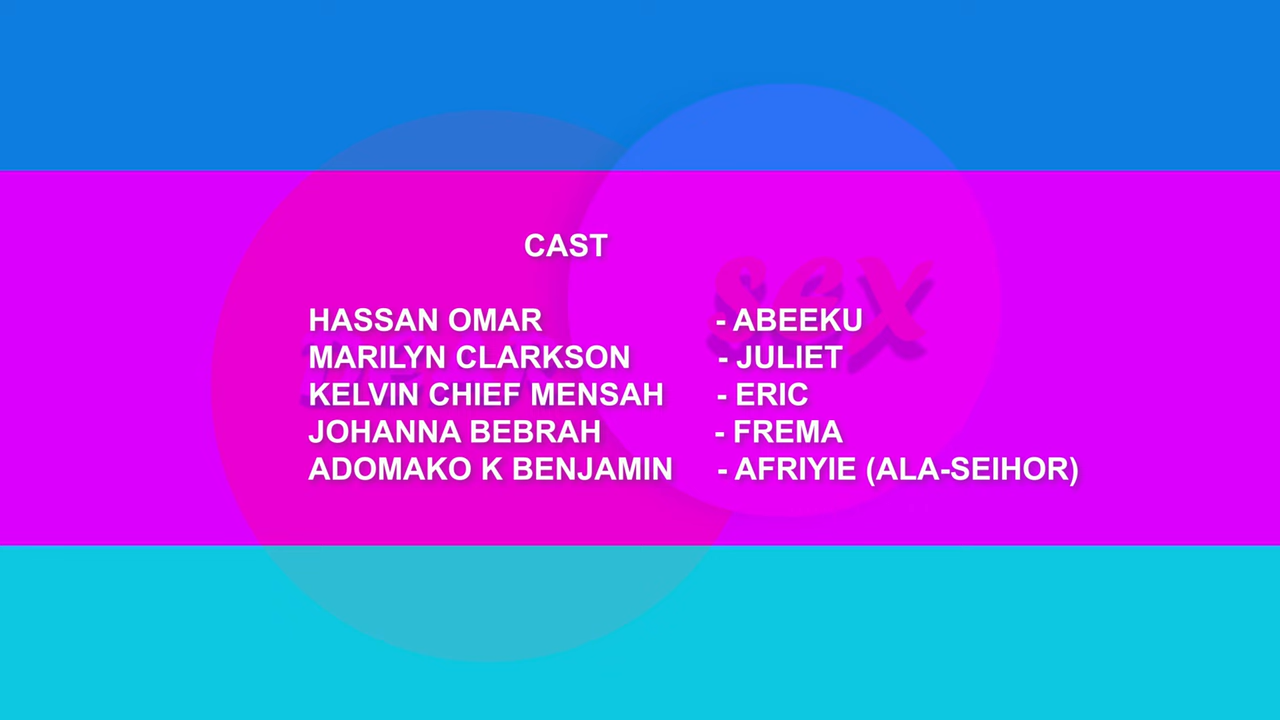 CAST
sex
HASSAN OMAR - ABEEKU
MARILYN CLARKSON - JULIET
KELVIN CHIEF MENSAH - ERIC
JOHANNA BEBRAH - FREMA
ADOMAKO K BENJAMIN - AFRIYIE (ALA-SEIHOR)